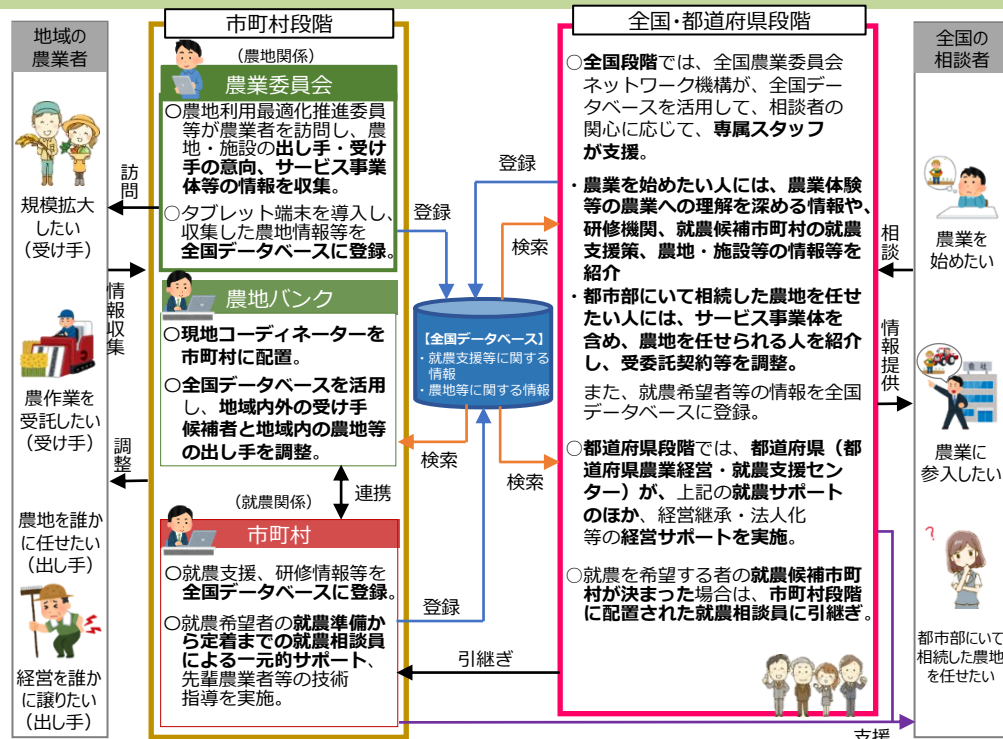 地域の
農業者
規模拡大
したい
（受け手）
農作業を
受託したい
（受け手）
農地を誰か
に任せたい
（出し手）
経営を誰か
に譲りたい
（出し手）
訪問
情報収集
調整
市町村段階
（農地関係）
農業委員会
○農地利用最適化推進委員
等が農業者を訪問し、農
地・施設の出し手・受け
手の意向、サービス事業
体等の情報を収集。
○タブレット端末を導入し、
収集した農地情報等を
全国データベースに登録。
農地バンク
○現地コーディネーターを
市町村に配置。
○全国データベースを活用
し、地域内外の受け手
候補者と地域内の農地等
の出し手を調整。
（就農関係）
連携
市町村
○就農支援、研修情報等を
全国データベースに登録。
○就農希望者の就農準備か
ら定着までの就農相談員
による一元的サポート、
先輩農業者等の技術
指導を実施。
登録
登録
検索
【全国データベース】
・就農支援等に関する
情報
・農地等に関する情報
検索
検索
登録
引継ぎ
全国・都道府県段階
○全国段階では、全国農業委員会
ネットワーク機構が、全国デー
タベースを活用して、相談者の
関心に応じて、専属スタッフ
が支援。
・農業を始めたい人には、農業体験
等の農業への理解を深める情報や、
研修機関、就農候補市町村の就農
支援策、農地・施設等の情報等を
紹介
・都市部にいて相続した農地を任せ
たい人には、サービス事業体を
含め、農地を任せられる人を紹介
し、受委託契約等を調整。
また、就農希望者等の情報を全国
データベースに登録。
○都道府県段階では、都道府県（都
道府県農業経営・就農支援セン
ター）が、上記の就農サポート
のほか、経営継承・法人化
等の経営サポートを実施。
○就農を希望する者の就農候補市町
村が決まった場合は、市町村段階
に配置された就農相談員に引継ぎ。
相談
情報提供
支援
全国の
相談者
農業を
始めたい
会社
農業に
参入したい
?
都市部にいて
相続した農地
を任せたい